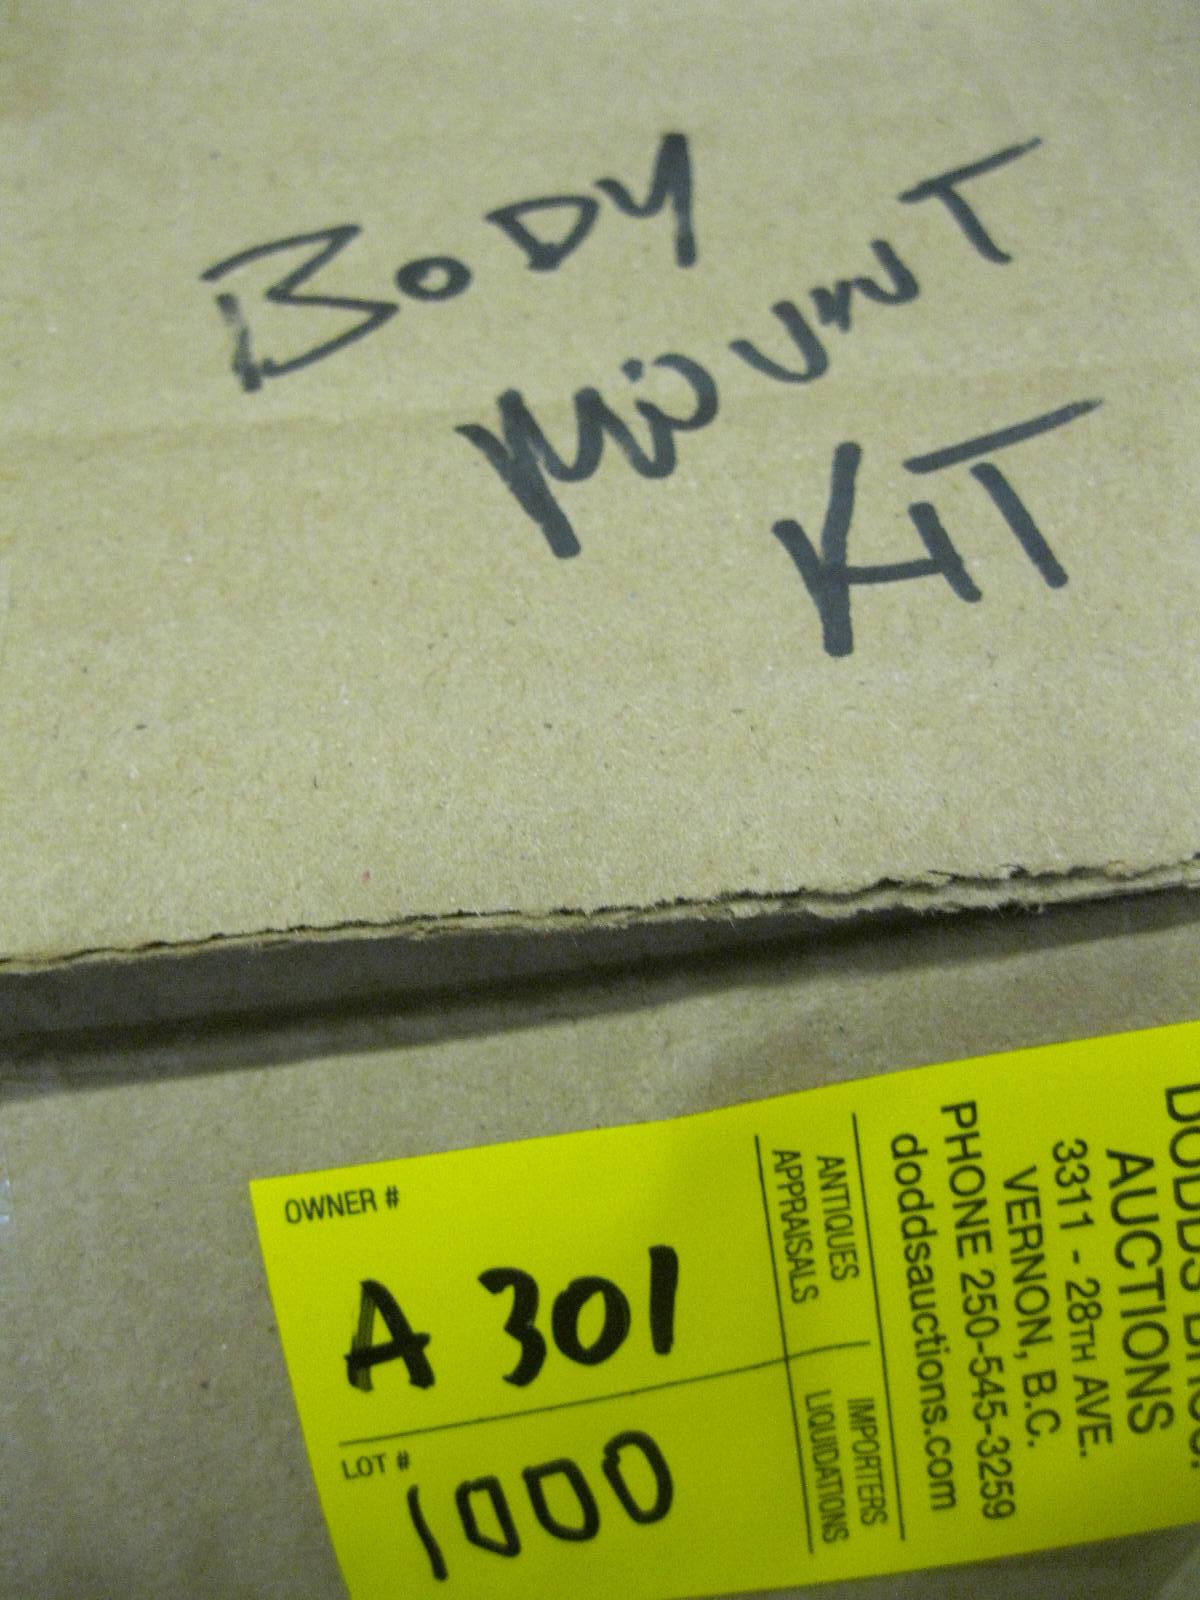 BODY
MOUNT
KIT
OWNER #
A 301
LOT #
1000
ANTIQUES
APPRAISALS
IMPORTERS
LIQUIDATIONS
DODDS BROS.
AUCTIONS
3311 - 28TH AVE.
VERNON, B.C.
PHONE 250-545-3259
doddsauctions.com